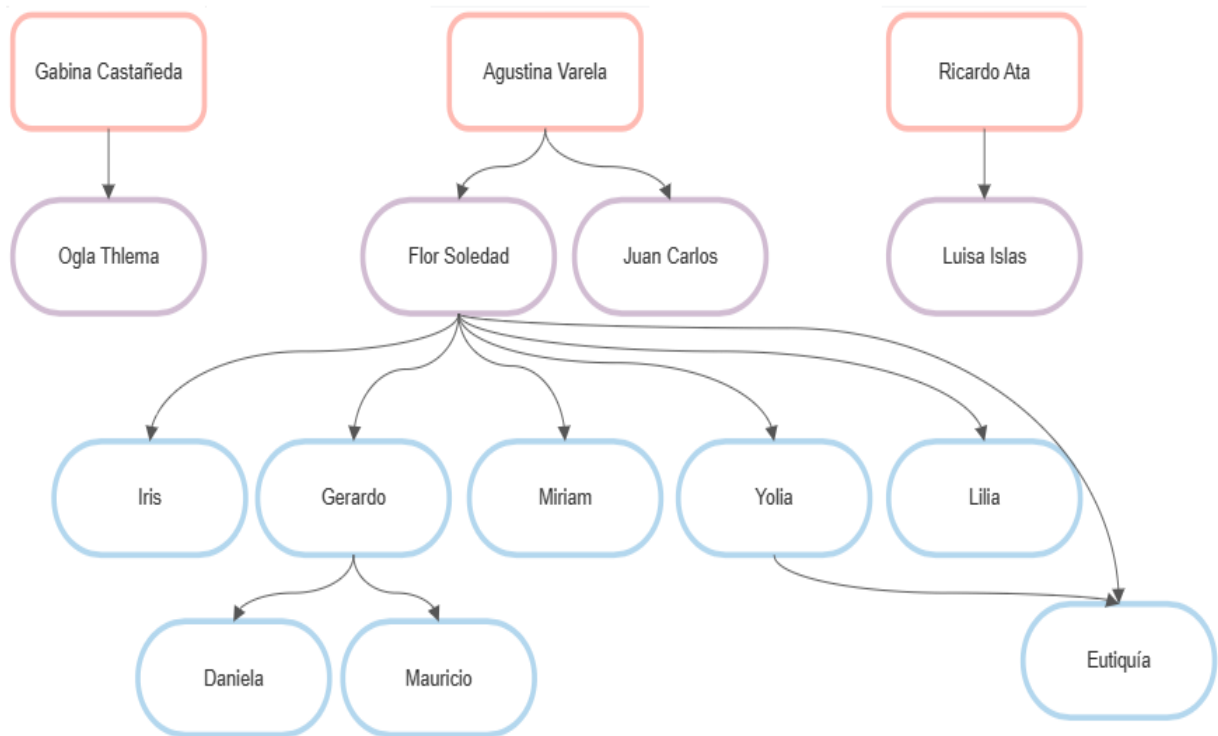 Gabina Castañeda
Agustina Varela
Ricardo Ata
Ogla Thlema
Flor Soledad
Juan Carlos
Luisa Islas
Iris
Gerardo
Miriam
Yolia
Lilia
Daniela
Mauricio
Eutiquía